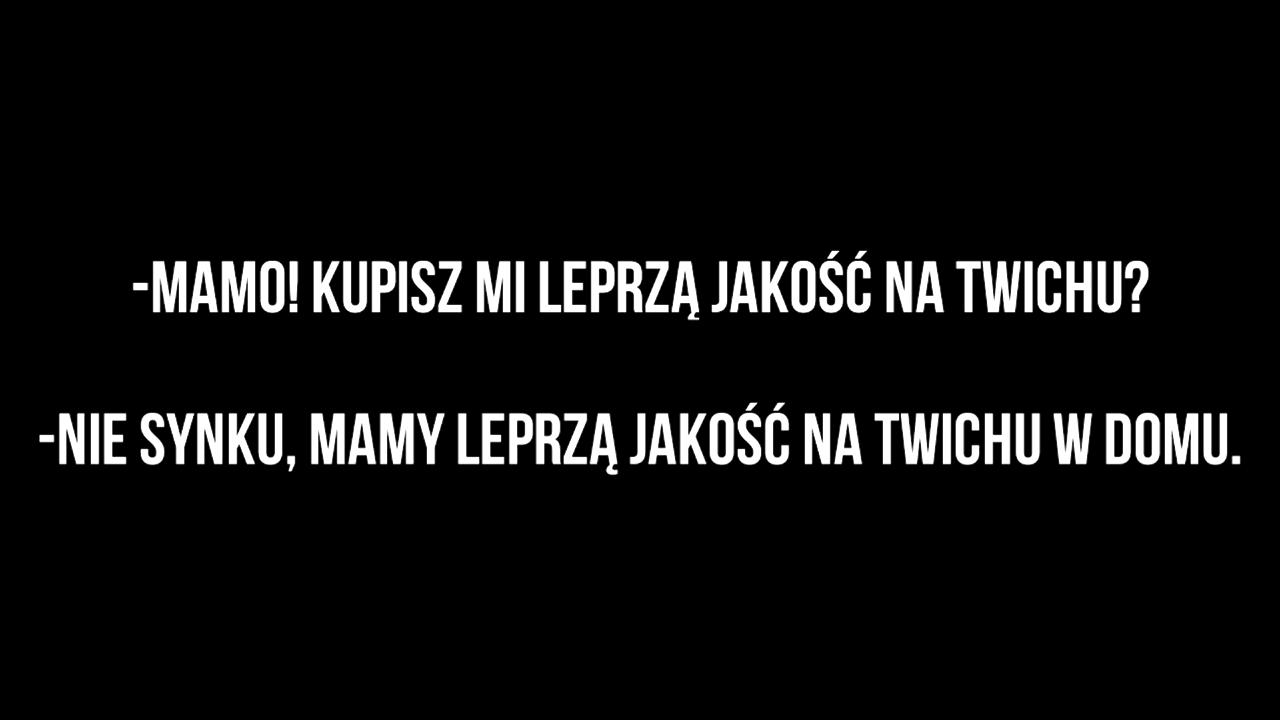 -MAMO! KUPISZ MI LEPRZĄ JAKOŚĆ NA TWICHU?
-NIE SYNKU, MAMY LEPRZĄ JAKOŚĆ NA TWICHU W DOMU.